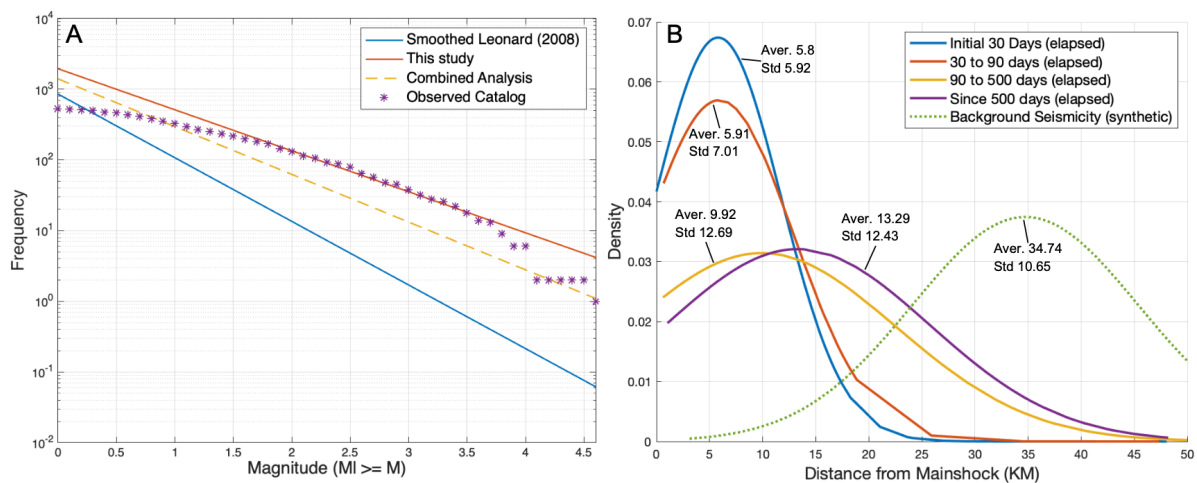 A
Smoothed Leonard (2008)
This study
Combined Analysis
Observed Catalog
10^4
10^3
10^2
10^1
10^0
10^-1
10^-2
Frequency
0 0.5 1 1.5 2 2.5 3 3.5 4 4.5
Magnitude (Ml >= M)
B
Initial 30 Days (elapsed)
30 to 90 days (elapsed)
90 to 500 days (elapsed)
Since 500 days (elapsed)
Background Seismicity (synthetic)
Aver. 5.8
Std 5.92
Aver. 5.91
Std 7.01
Aver. 9.92
Std 12.69
Aver. 13.29
Std 12.43
Aver. 34.74
Std 10.65
0.07
0.06
0.05
0.04
0.03
0.02
0.01
0
Density
0 5 10 15 20 25 30 35 40 45 50
Distance from Mainshock (KM)